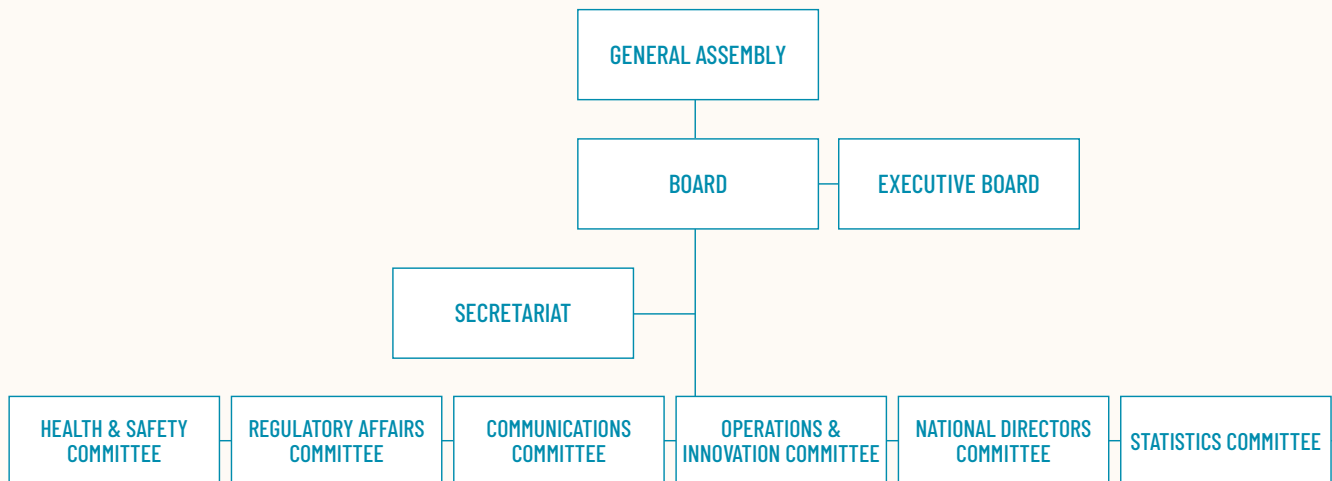 GENERAL ASSEMBLY
BOARD
EXECUTIVE BOARD
SECRETARIAT
HEALTH & SAFETY
COMMITTEE
REGULATORY AFFAIRS
COMMITTEE
COMMUNICATIONS
COMMITTEE
OPERATIONS &
INNOVATION COMMITTEE
NATIONAL DIRECTORS
COMMITTEE
STATISTICS COMMITTEE